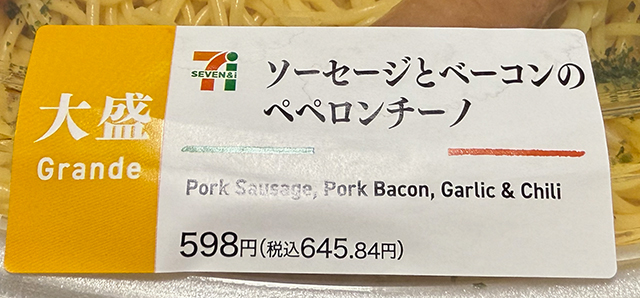 大盛
Grande
SEVEN&i
ソーセージとベーコンの
ペペロンチーノ
Pork Sausage, Pork Bacon, Garlic & Chili
598円(税込645.84円)